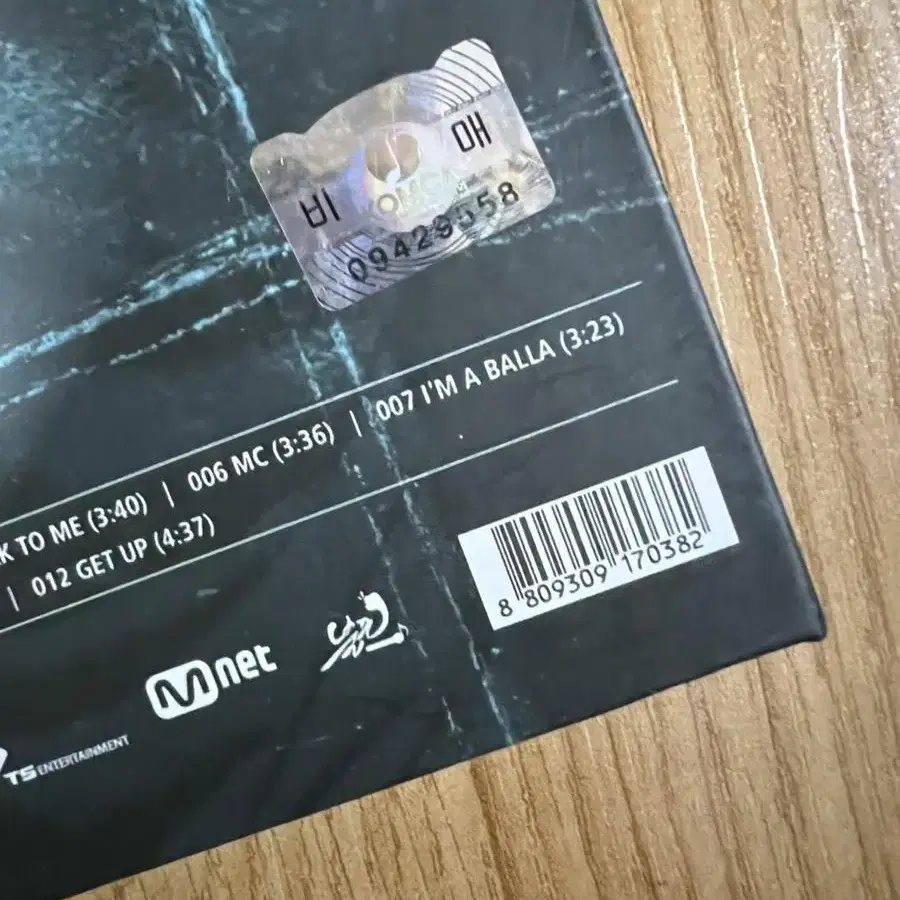 비 매
09429558
K TO ME (3:40) | 006 MC (3:36) | 007 I'M A BALLA (3:23)
| 012 GET UP (4:37)
8 809309 170382
Mnet
TS ENTERTAINMENT